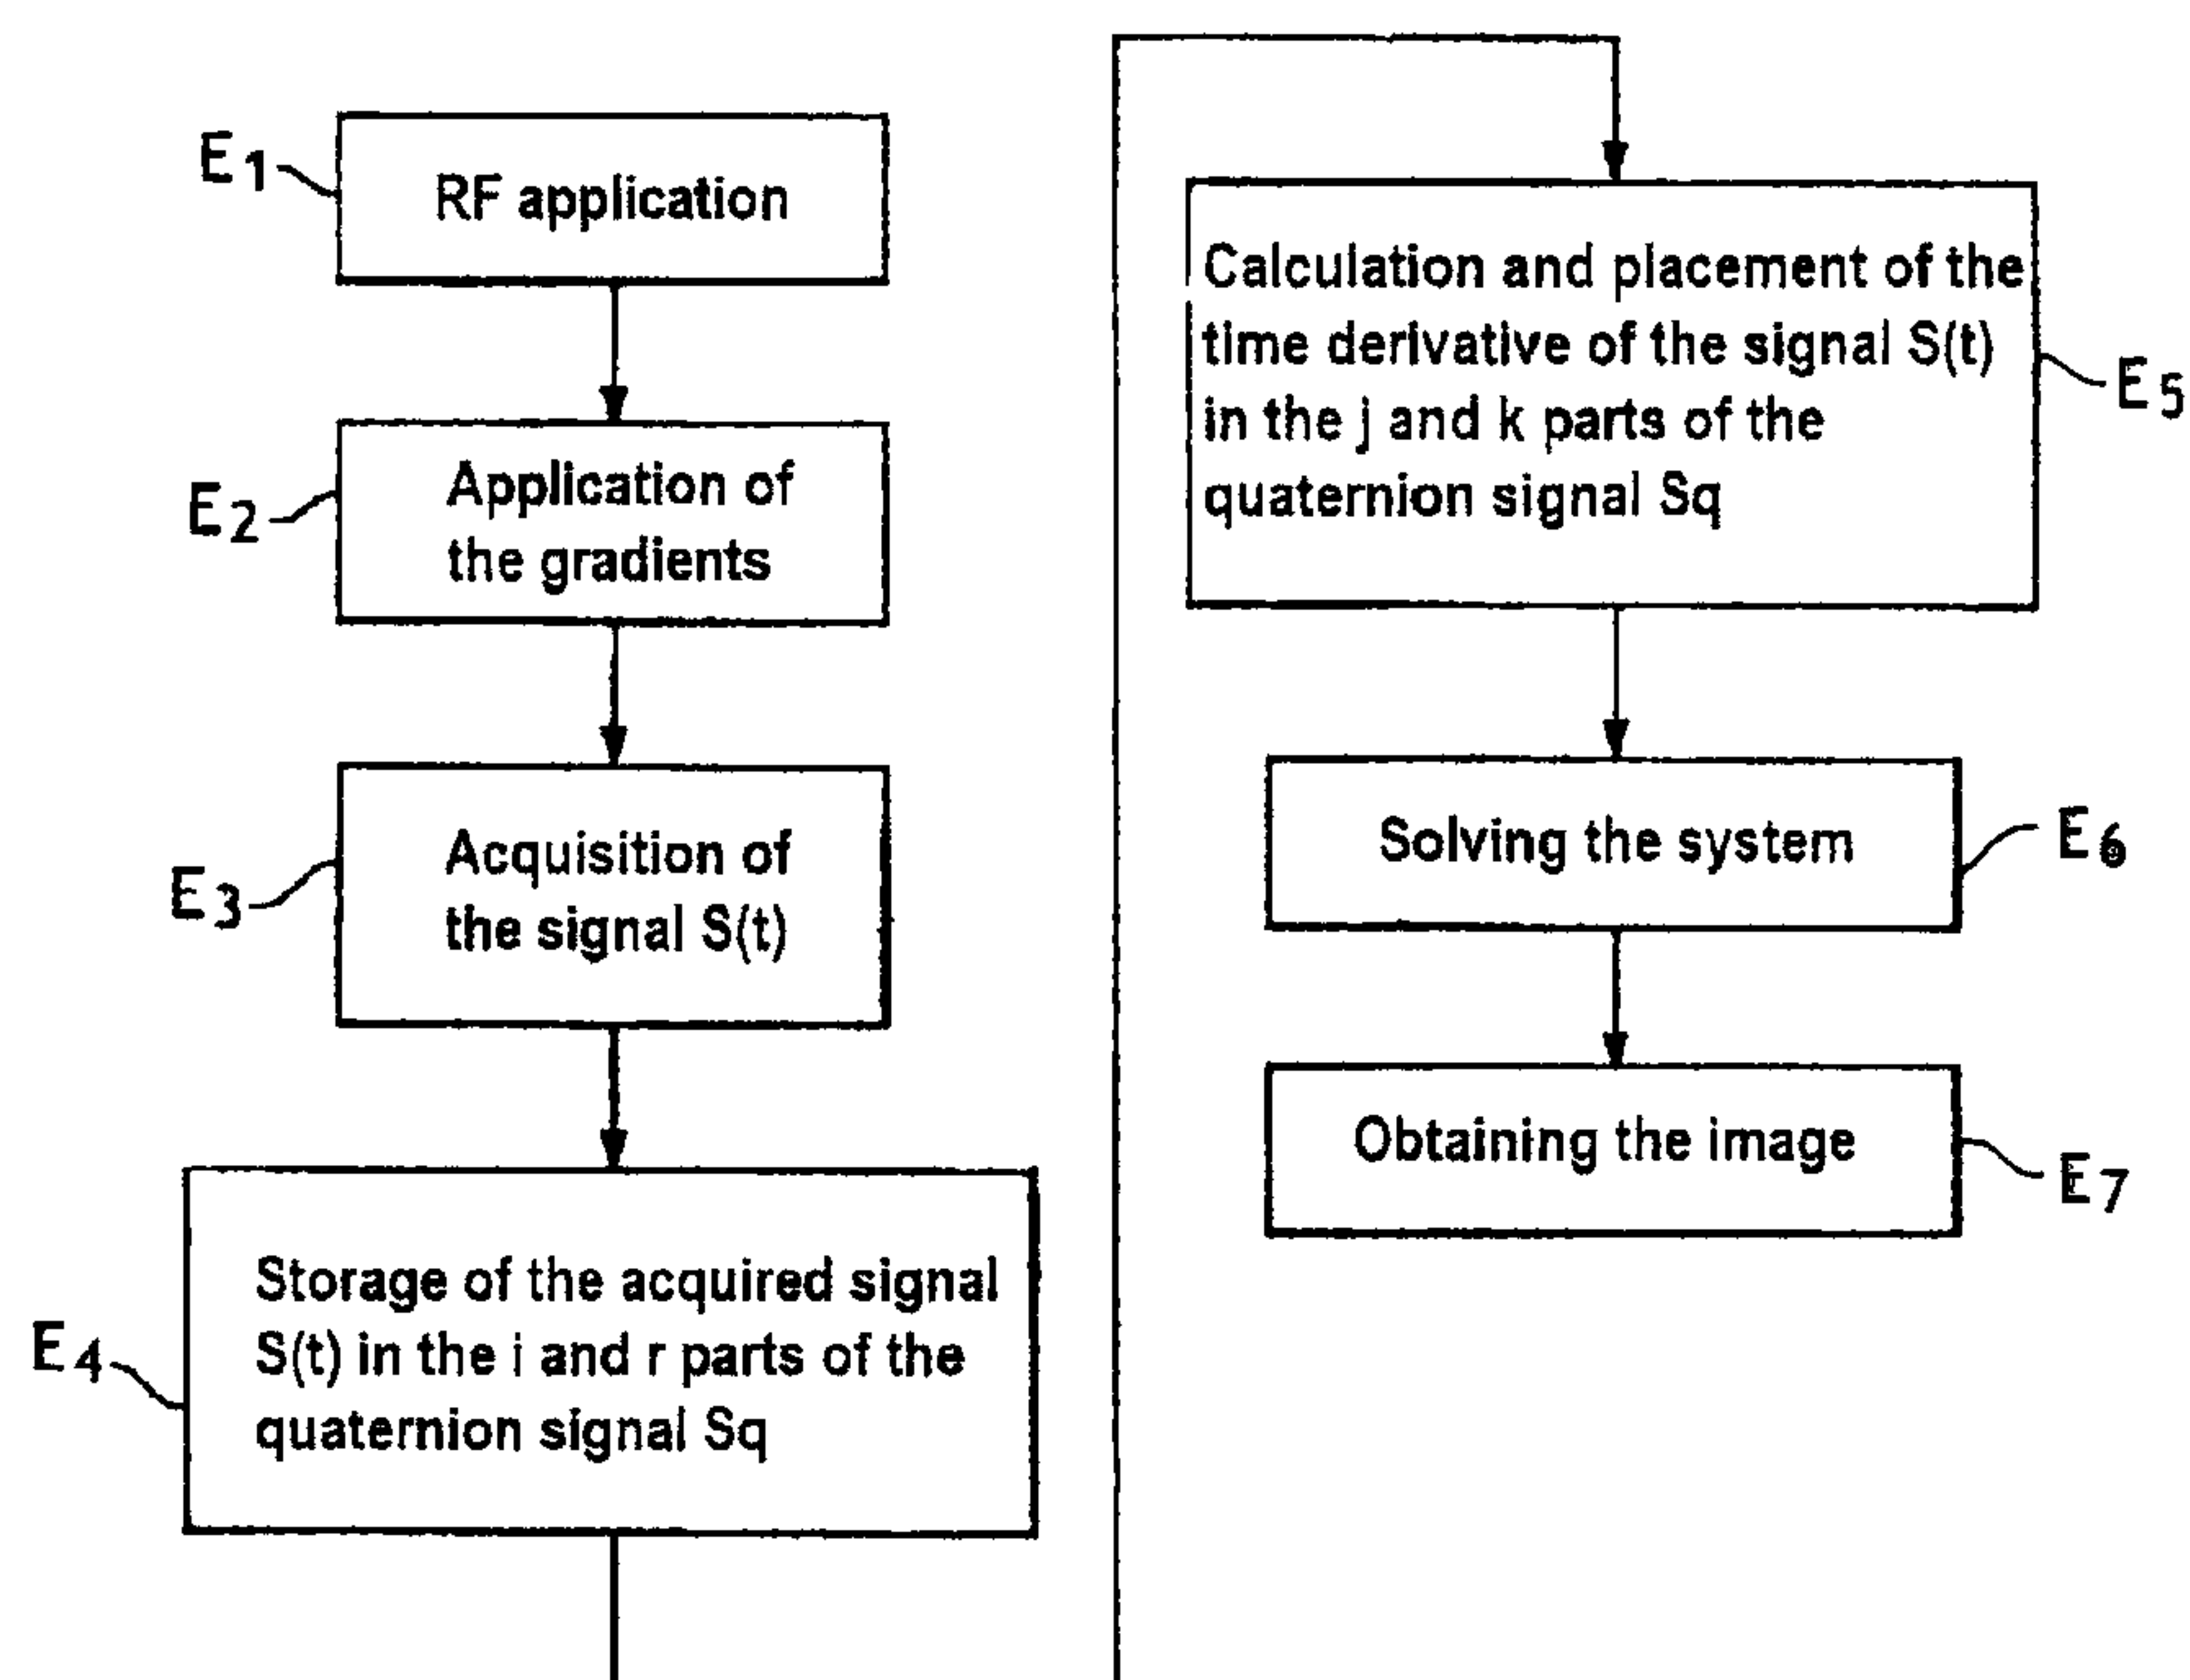 E1
RF application
E2
Application of
the gradients
E3
Acquisition of
the signal S(t)
E4
Storage of the acquired signal
S(t) in the i and r parts of the
quaternion signal Sq
Calculation and placement of the
time derivative of the signal S(t)
in the j and k parts of the
quaternion signal Sq
E5
Solving the system
E6
Obtaining the image
E7